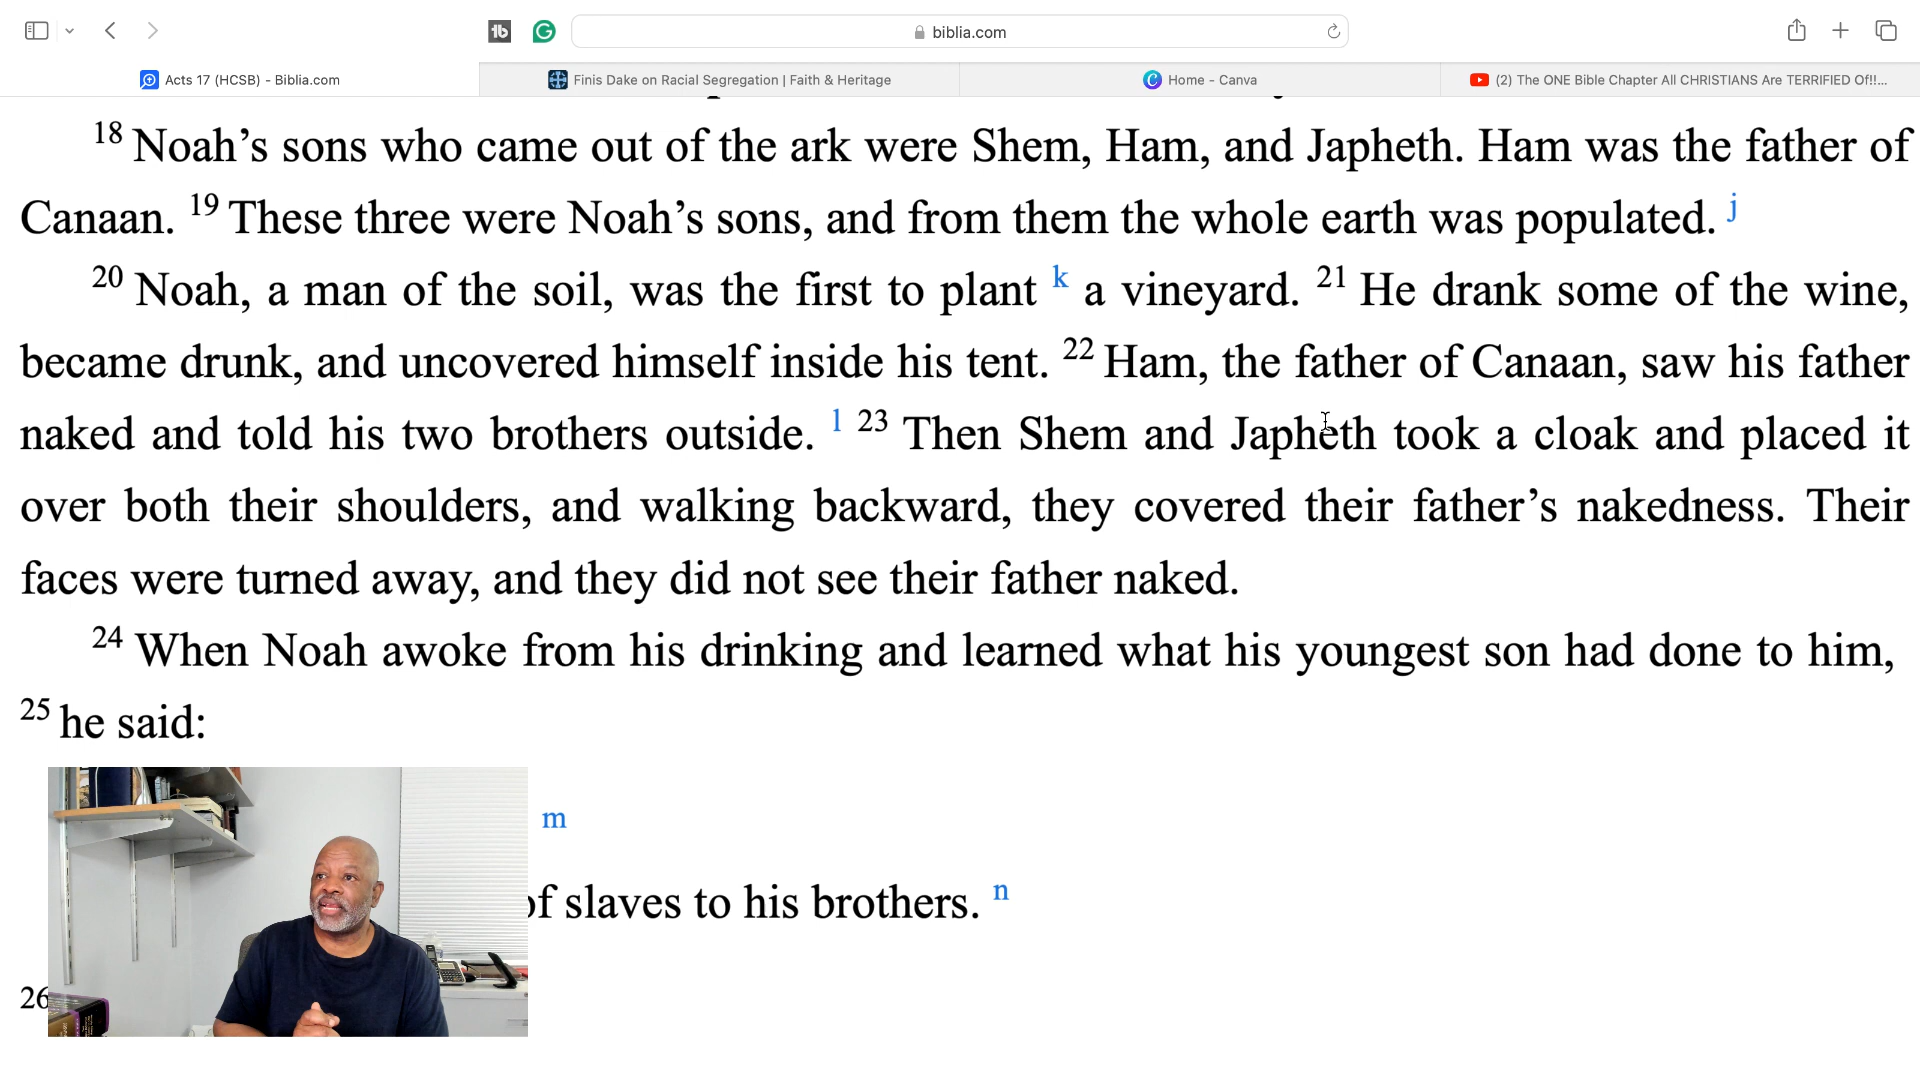 biblia.com
Acts 17 (HCSB) - Biblia.com
Finis Dake on Racial Segregation | Faith & Heritage
Home - Canva
(2) The ONE Bible Chapter All CHRISTIANS Are TERRIFIED Of!!...
18 Noah’s sons who came out of the ark were Shem, Ham, and Japheth. Ham was the father of
Canaan. 19 These three were Noah’s sons, and from them the whole earth was populated. j
20 Noah, a man of the soil, was the first to plant k a vineyard. 21 He drank some of the wine,
became drunk, and uncovered himself inside his tent. 22 Ham, the father of Canaan, saw his father
naked and told his two brothers outside. l 23 Then Shem and Japheth took a cloak and placed it
over both their shoulders, and walking backward, they covered their father’s nakedness. Their
faces were turned away, and they did not see their father naked.
24 When Noah awoke from his drinking and learned what his youngest son had done to him,
25 he said:
m
of slaves to his brothers. n
26